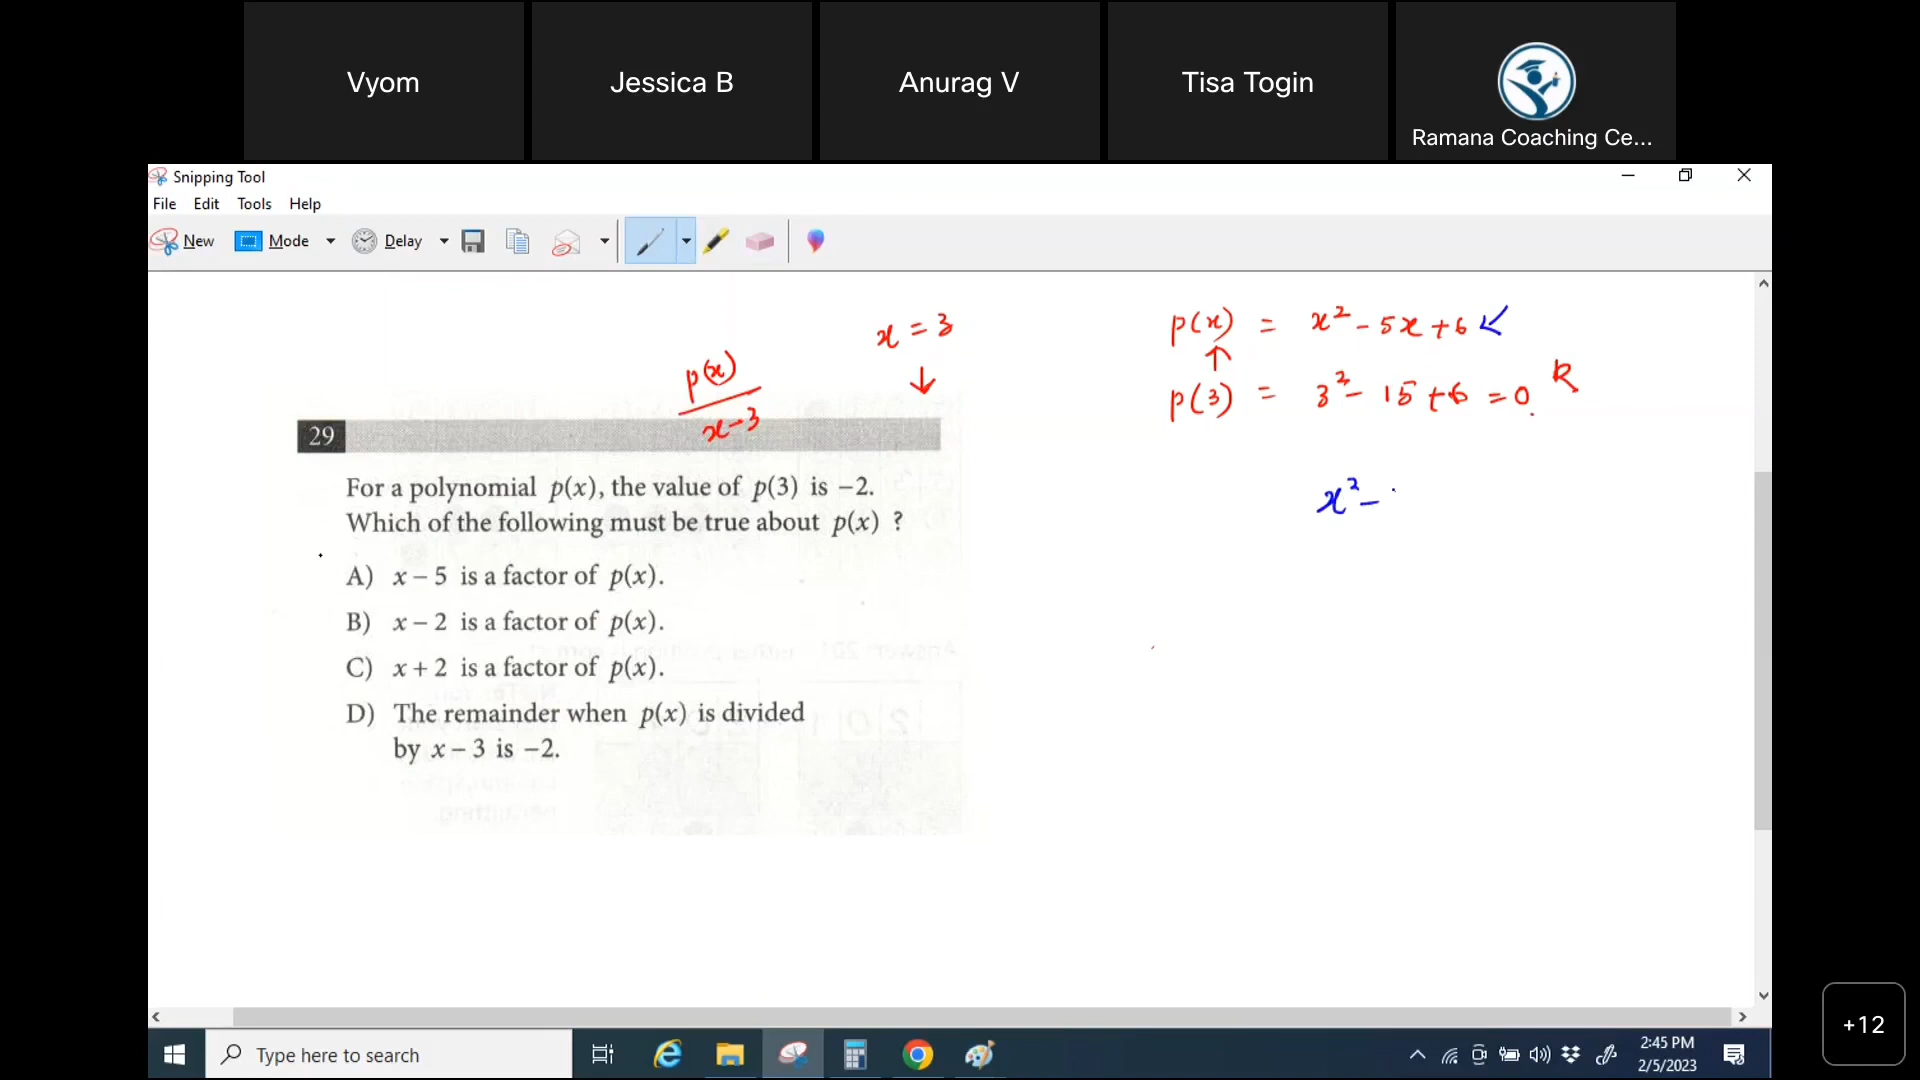 Vyom
Jessica B
Anurag V
Tisa Togin
Ramana Coaching Ce...
Snipping Tool
File Edit Tools Help
New Mode Delay
x = 3
p(x)
x-3
p(x) = x² - 5x + 6
p(3) = 3² - 15 + 6 = 0 R
x² -
29
For a polynomial p(x), the value of p(3) is −2.
Which of the following must be true about p(x) ?
A) x − 5 is a factor of p(x).
B) x − 2 is a factor of p(x).
C) x + 2 is a factor of p(x).
D) The remainder when p(x) is divided
by x − 3 is −2.
+12
Type here to search
2:45 PM
2/5/2023